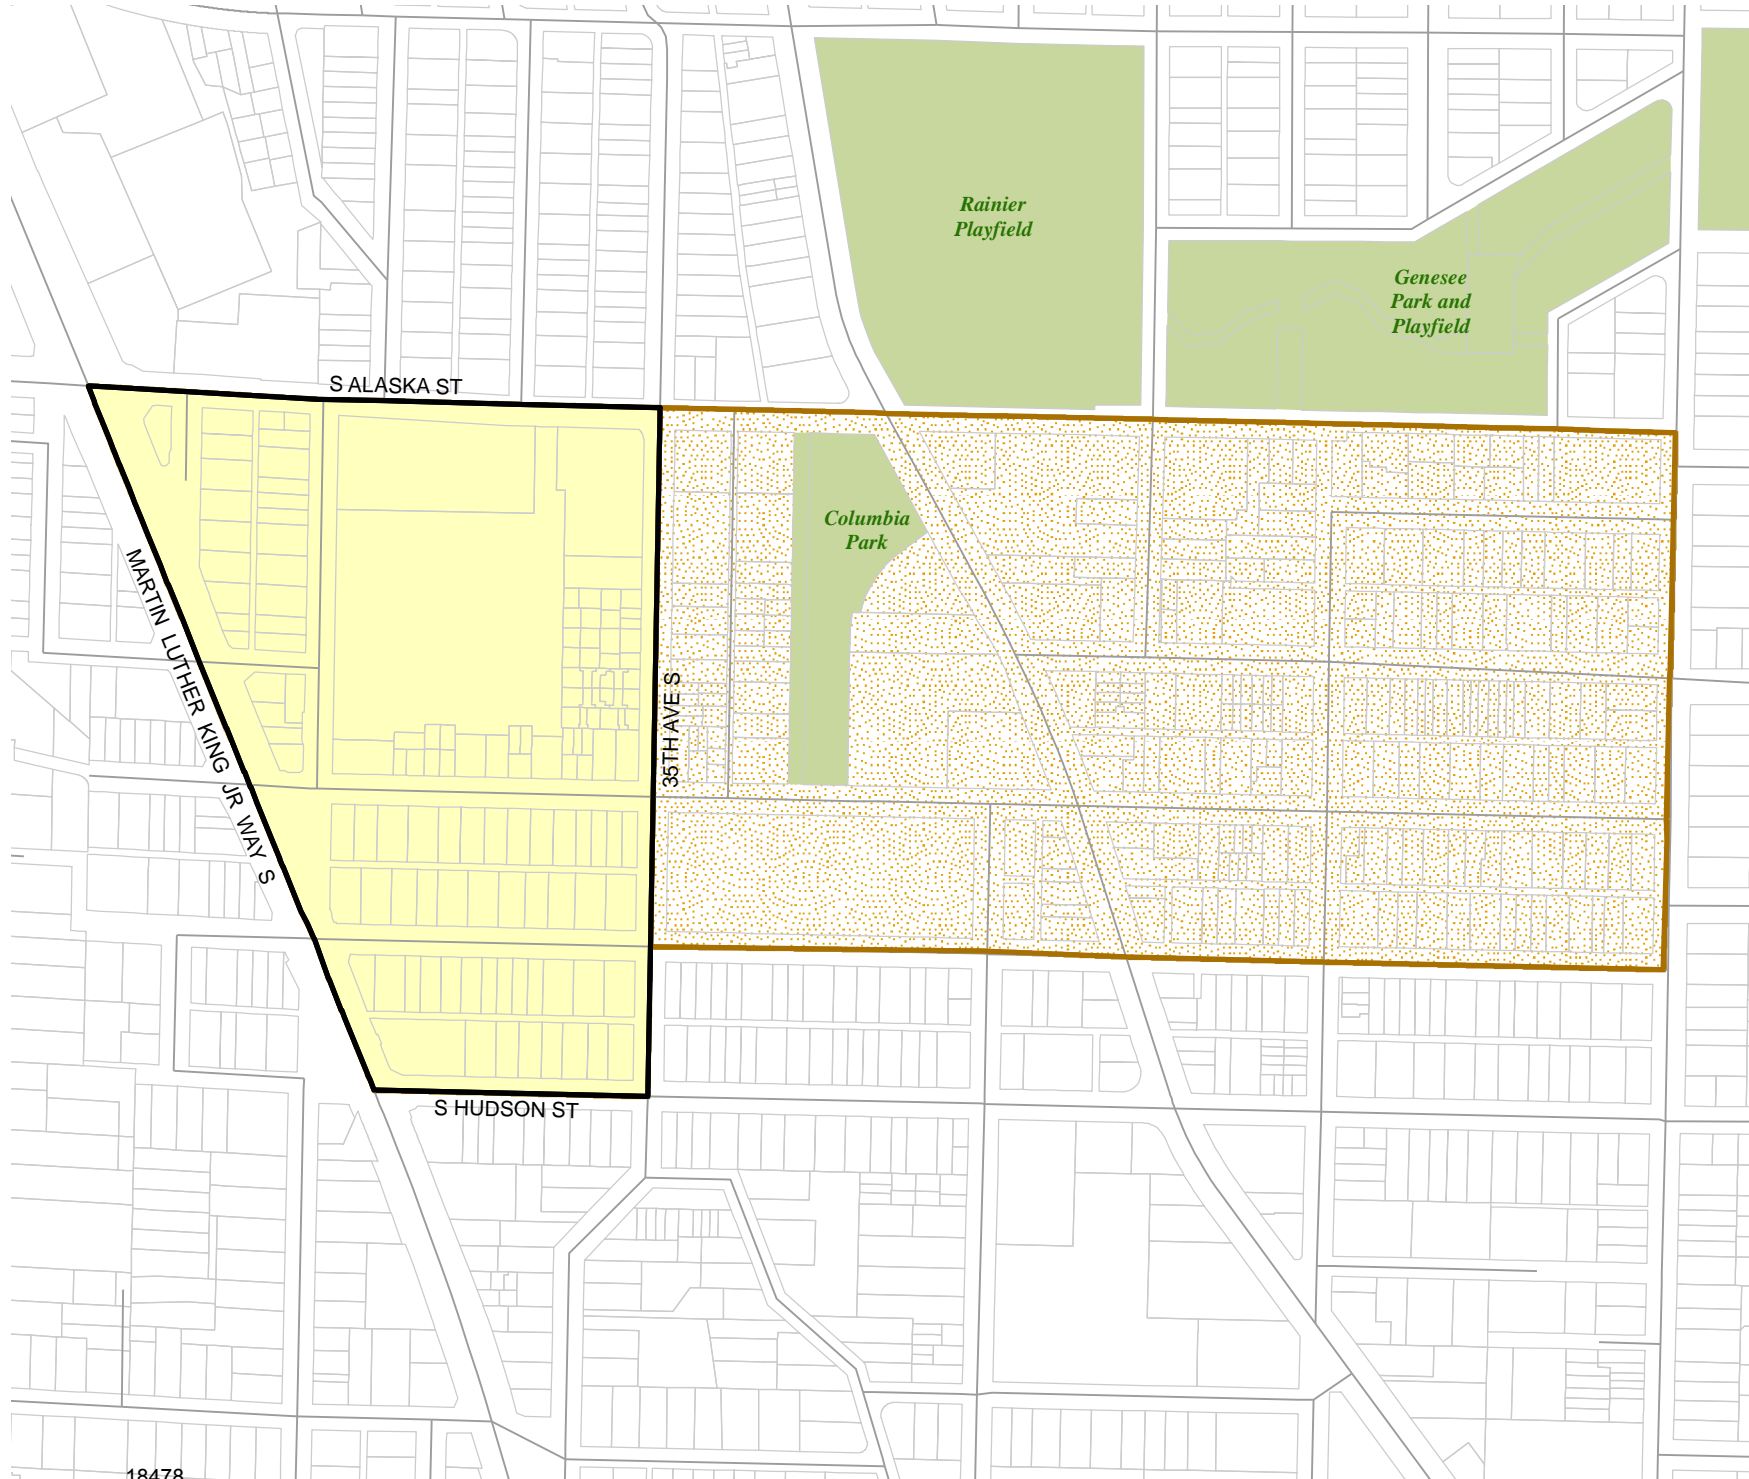 Rainier
Playfield
Genesee
Park and
Playfield
S ALASKA ST
Columbia
Park
MARTIN LUTHER KING JR WAY S
35TH AVE S
S HUDSON ST
18478